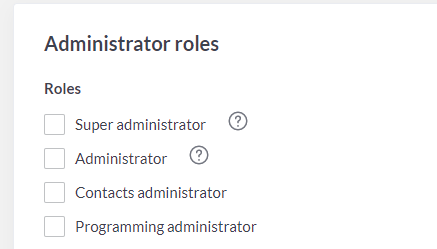 Administrator roles
Roles
Super administrator ?
Administrator ?
Contacts administrator
Programming administrator